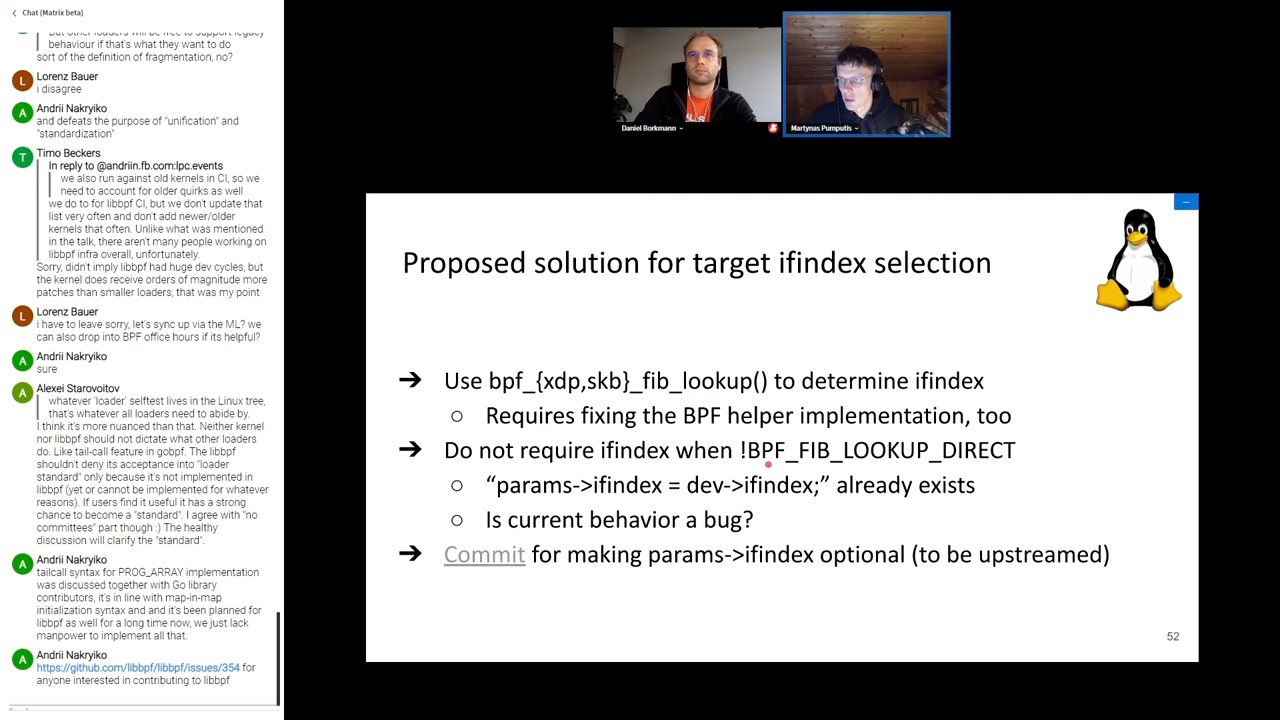 Chat (Matrix beta)
But other loaders will be free to support legacy
behaviour if that's what they want to do
sort of the definition of fragmentation, no?
L
Lorenz Bauer
i disagree
A
Andrii Nakryiko
and defeats the purpose of "unification" and
"standardization"
T
Timo Beckers
In reply to @andriin.fb.com:lpc.events
we also run against old kernels in CI, so we
need to account for older quirks as well
we do to for libbpf CI, but we don't update that
list very often and don't add newer/older
kernels that often. Unlike what was mentioned
in the talk, there aren't many people working on
libbpf infra overall, unfortunately.
Sorry, didn't imply libbpf had huge dev cycles, but
the kernel does receive orders of magnitude more
patches than smaller loaders; that was my point
L
Lorenz Bauer
i have to leave sorry, let's sync up via the ML? we
can also drop into BPF office hours if its helpful?
A
Andrii Nakryiko
sure
A
Alexei Starovoitov
whatever 'loader' selftest lives in the Linux tree,
that's whatever all loaders need to abide by.
I think it's more nuanced than that. Neither kernel
nor libbpf should not dictate what other loaders
do. Like tail-call feature in gobpf. The libbpf
shouldn't deny its acceptance into "loader
standard" only because it's not implemented in
libbpf (yet or cannot be implemented for whatever
reasons). If users find it useful it has a strong
chance to become a "standard". I agree with "no
committees" part though :) The healthy
discussion will clarify the "standard".
A
Andrii Nakryiko
tailcall syntax for PROG_ARRAY implementation
was discussed together with Go library
contributors, it's in line with map-in-map
initialization syntax and and it's been planned for
libbpf as well for a long time now, we just lack
manpower to implement all that.
A
Andrii Nakryiko
https://github.com/libbpf/libbpf/issues/354 for
anyone interested in contributing to libbpf
Daniel Borkmann
Martynas Pumputis
Proposed solution for target ifindex selection
➔ Use bpf_{xdp,skb}_fib_lookup() to determine ifindex
○ Requires fixing the BPF helper implementation, too
➔ Do not require ifindex when !BPF_FIB_LOOKUP_DIRECT
○ “params->ifindex = dev->ifindex;” already exists
○ Is current behavior a bug?
➔ Commit for making params->ifindex optional (to be upstreamed)
52